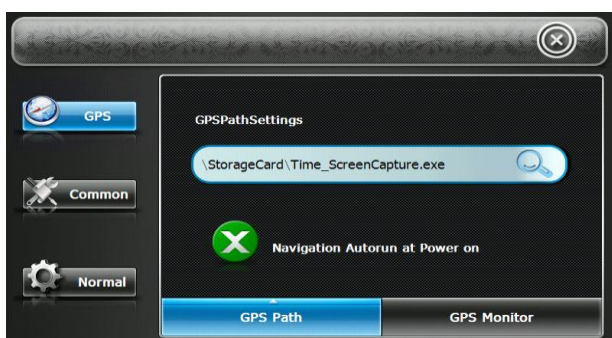 GPS
GPSPathSettings
\StorageCard\Time_ScreenCapture.exe
Common
Navigation Autorun at Power on
Normal
GPS Path
GPS Monitor